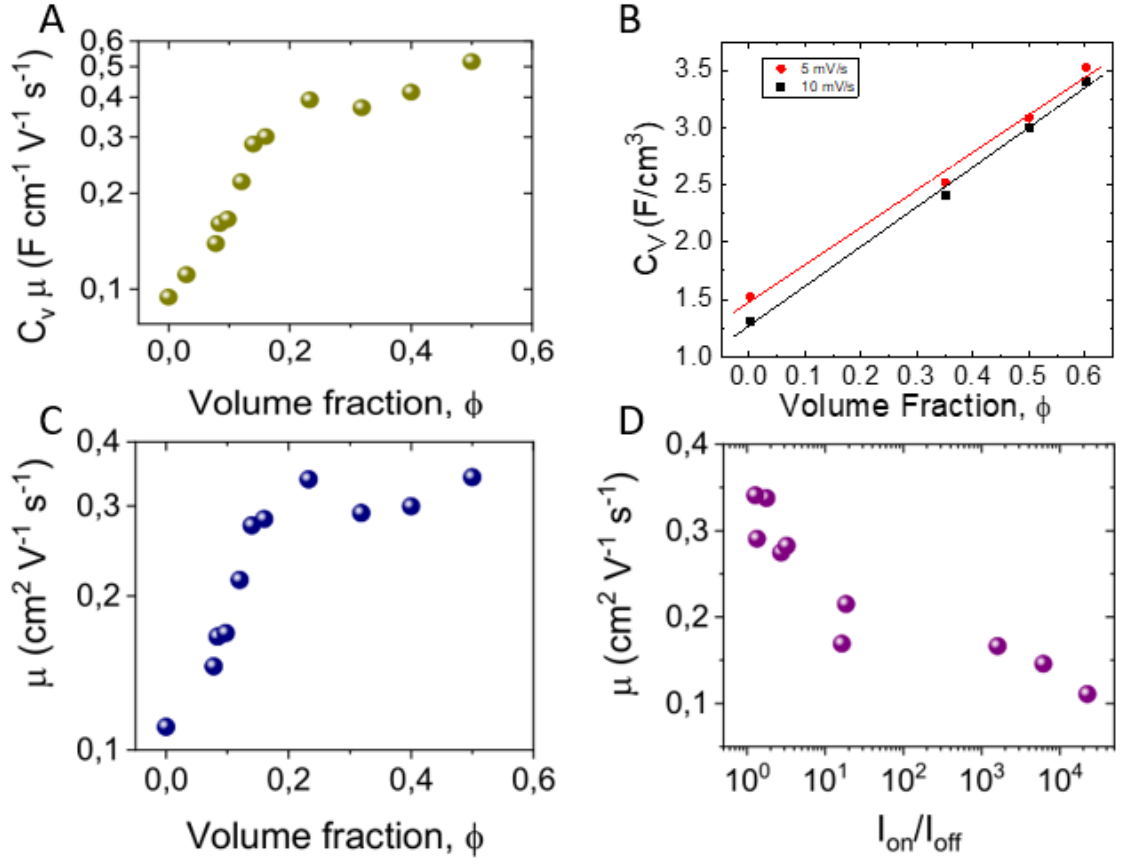 A
C_v μ (F cm⁻¹ V⁻¹ s⁻¹)
0,6
0,5
0,4
0,3
0,2
0,1
0,0 0,2 0,4 0,6
Volume fraction, ϕ
B
5 mV/s
10 mV/s
C_V (F/cm³)
3.5
3.0
2.5
2.0
1.5
1.0
0.0 0.1 0.2 0.3 0.4 0.5 0.6
Volume Fraction, ϕ
C
μ (cm² V⁻¹ s⁻¹)
0,4
0,3
0,2
0,1
0,0 0,2 0,4 0,6
Volume fraction, ϕ
D
μ (cm² V⁻¹ s⁻¹)
0,4
0,3
0,2
0,1
10⁰ 10¹ 10² 10³ 10⁴
I_on/I_off